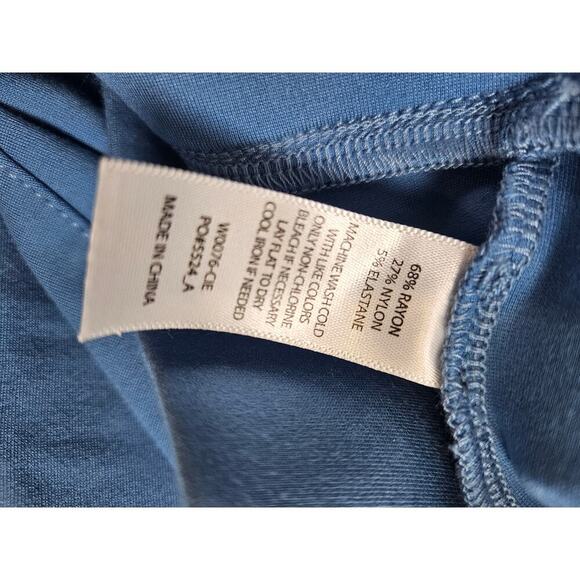 68% RAYON
27% NYLON
5% ELASTANE
MACHINE WASH COLD
WITH LIKE COLORS
ONLY NON-CHLORINE
BLEACH IF NECESSARY
LAY FLAT TO DRY
COOL IRON IF NEEDED
W0076-CIE
PO#5524_A
MADE IN CHINA